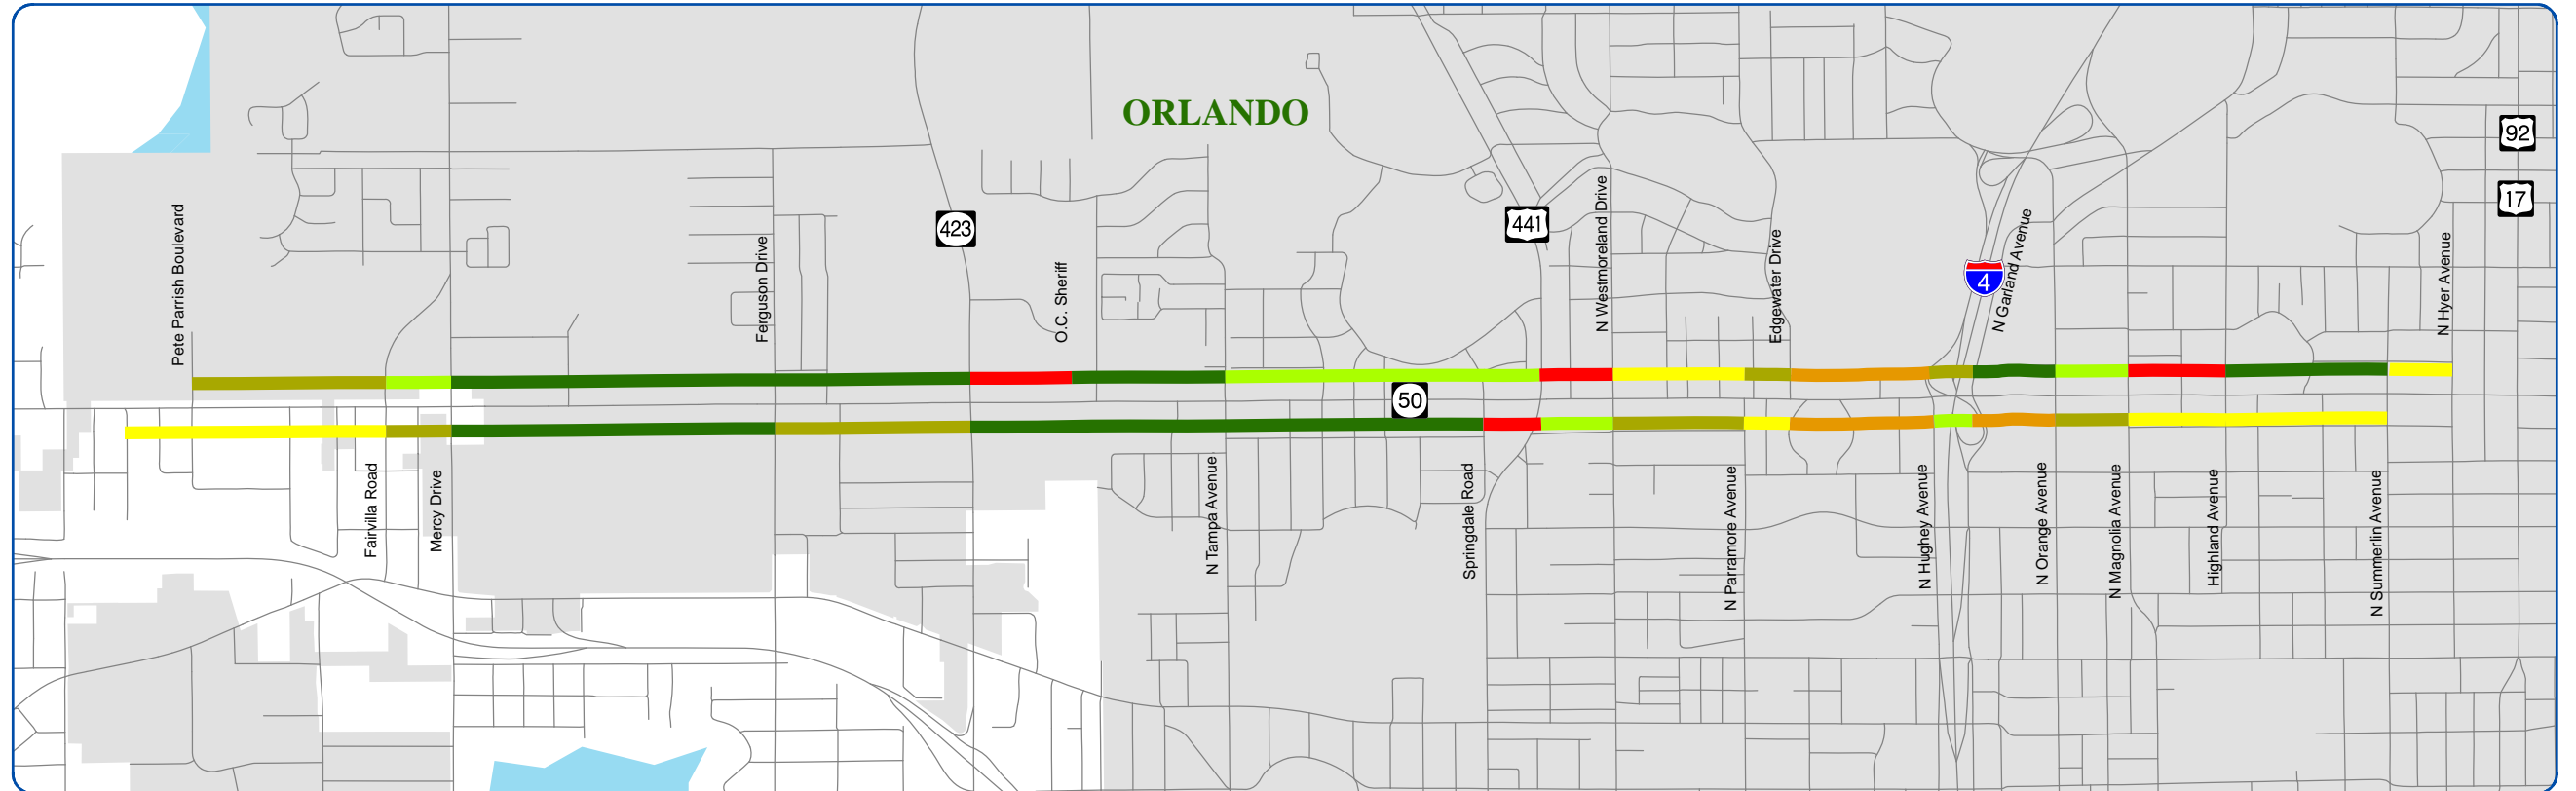 ORLANDO
92
17
423
441
4
50
Pete Parrish Boulevard
Ferguson Drive
O.C. Sheriff
N Westmoreland Drive
Edgewater Drive
N Garland Avenue
N Hyer Avenue
Fairvilla Road
Mercy Drive
N Tampa Avenue
Springdale Road
N Parramore Avenue
N Hughey Avenue
N Orange Avenue
N Magnolia Avenue
Highland Avenue
N Summerlin Avenue